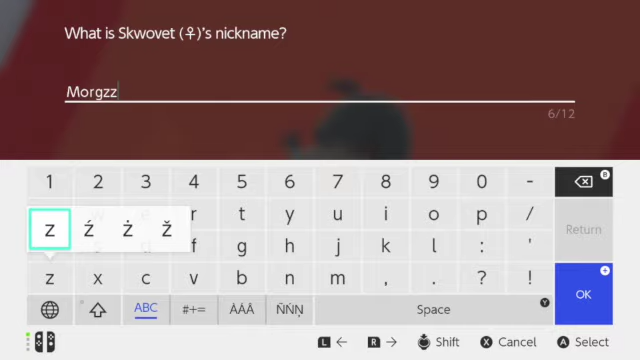 What is Skwovet (♀)'s nickname?
Morgzz
6/12
1 2 3 4 5 6 7 8 9 0 - B
r t y u i o p / Return
z ź ż ž
f g h j k l : '
z x c v b n m , . ? ! +
ABC #+= ÀÁÂ ÑŃŅ Space Y OK
L ← R → Shift X Cancel A Select